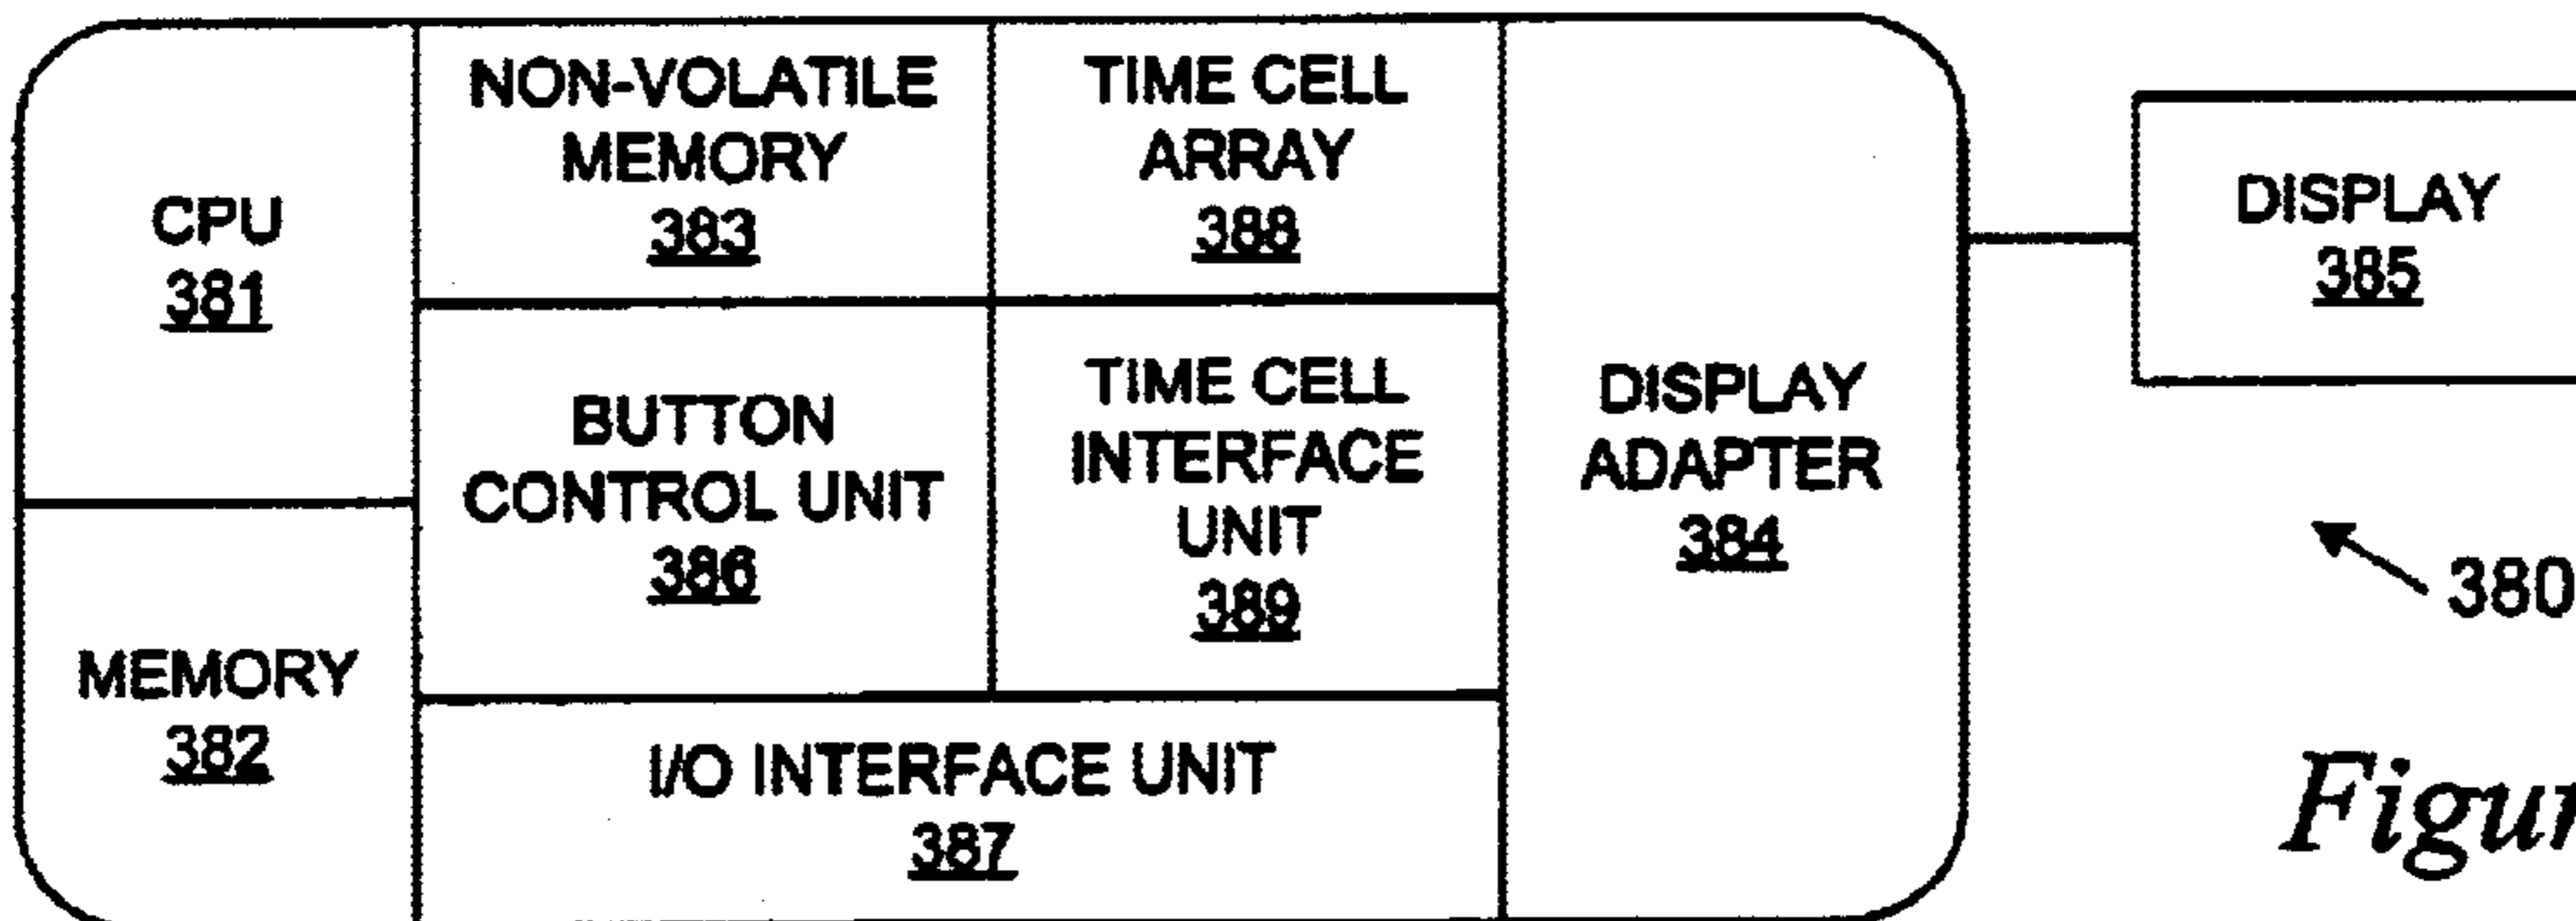 CPU
381
MEMORY
382
NON-VOLATILE
MEMORY
383
BUTTON
CONTROL UNIT
386
TIME CELL
ARRAY
388
TIME CELL
INTERFACE
UNIT
389
I/O INTERFACE UNIT
387
DISPLAY
ADAPTER
384
DISPLAY
385
380